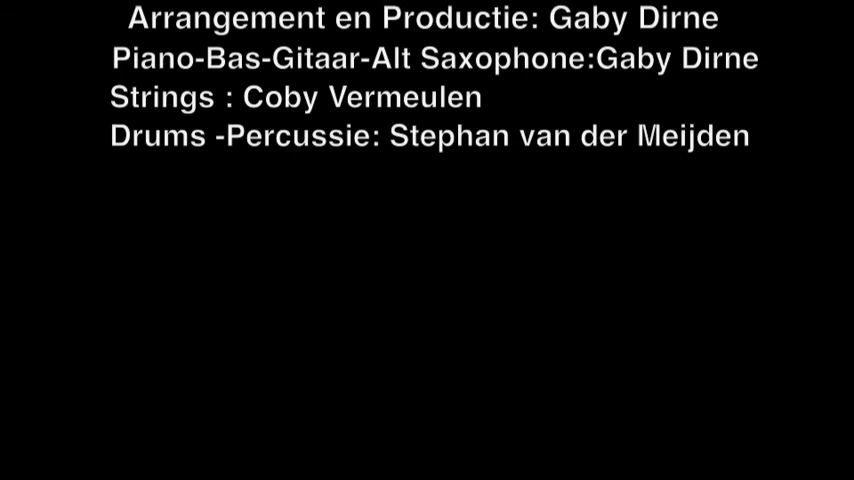 Arrangement en Productie: Gaby Dirne
Piano-Bas-Gitaar-Alt Saxophone:Gaby Dirne
Strings : Coby Vermeulen
Drums -Percussie: Stephan van der Meijden